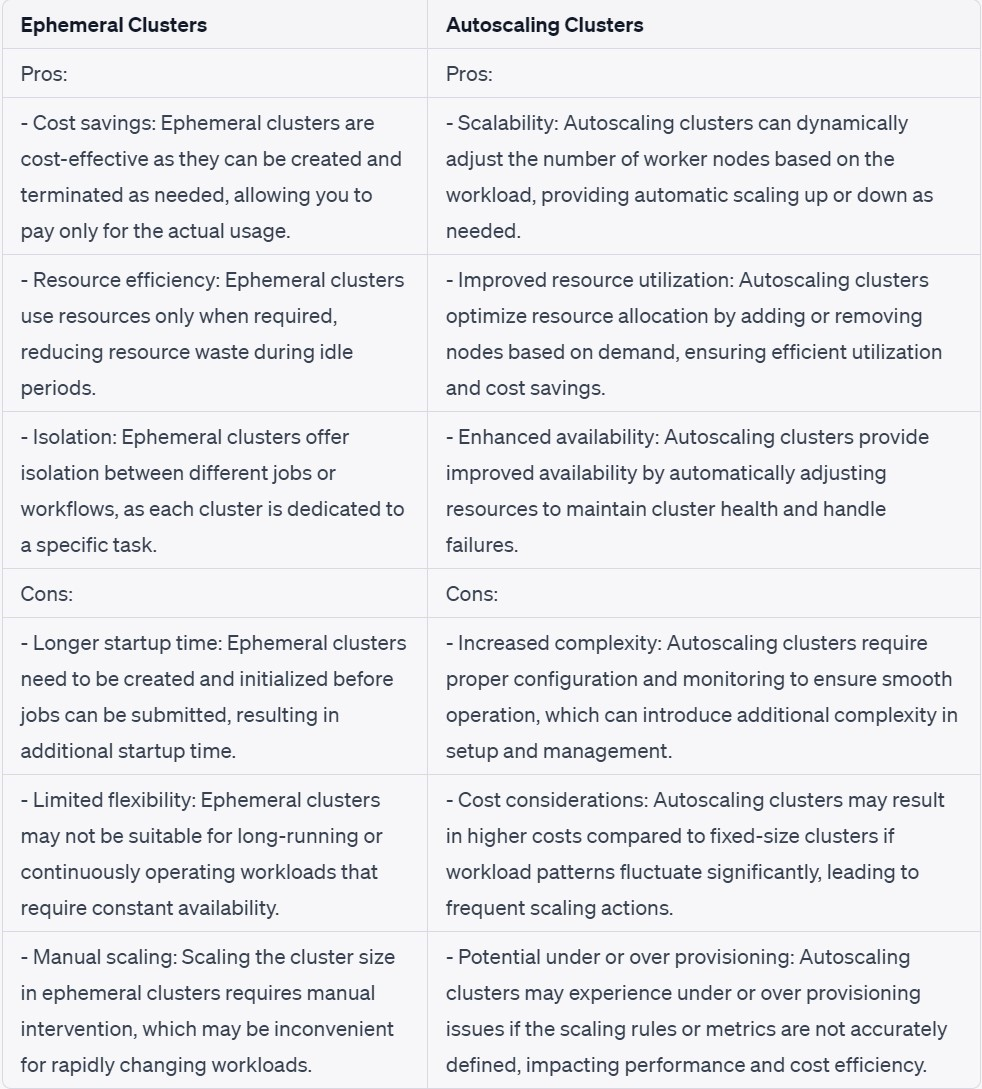 Ephemeral Clusters
Autoscaling Clusters
Pros:
Pros:
- Cost savings: Ephemeral clusters are
cost-effective as they can be created and
terminated as needed, allowing you to
pay only for the actual usage.
- Scalability: Autoscaling clusters can dynamically
adjust the number of worker nodes based on the
workload, providing automatic scaling up or down as
needed.
- Resource efficiency: Ephemeral clusters
use resources only when required,
reducing resource waste during idle
periods.
- Improved resource utilization: Autoscaling clusters
optimize resource allocation by adding or removing
nodes based on demand, ensuring efficient utilization
and cost savings.
- Isolation: Ephemeral clusters offer
isolation between different jobs or
workflows, as each cluster is dedicated to
a specific task.
- Enhanced availability: Autoscaling clusters provide
improved availability by automatically adjusting
resources to maintain cluster health and handle
failures.
Cons:
Cons:
- Longer startup time: Ephemeral clusters
need to be created and initialized before
jobs can be submitted, resulting in
additional startup time.
- Increased complexity: Autoscaling clusters require
proper configuration and monitoring to ensure smooth
operation, which can introduce additional complexity in
setup and management.
- Limited flexibility: Ephemeral clusters
may not be suitable for long-running or
continuously operating workloads that
require constant availability.
- Cost considerations: Autoscaling clusters may result
in higher costs compared to fixed-size clusters if
workload patterns fluctuate significantly, leading to
frequent scaling actions.
- Manual scaling: Scaling the cluster size
in ephemeral clusters requires manual
intervention, which may be inconvenient
for rapidly changing workloads.
- Potential under or over provisioning: Autoscaling
clusters may experience under or over provisioning
issues if the scaling rules or metrics are not accurately
defined, impacting performance and cost efficiency.